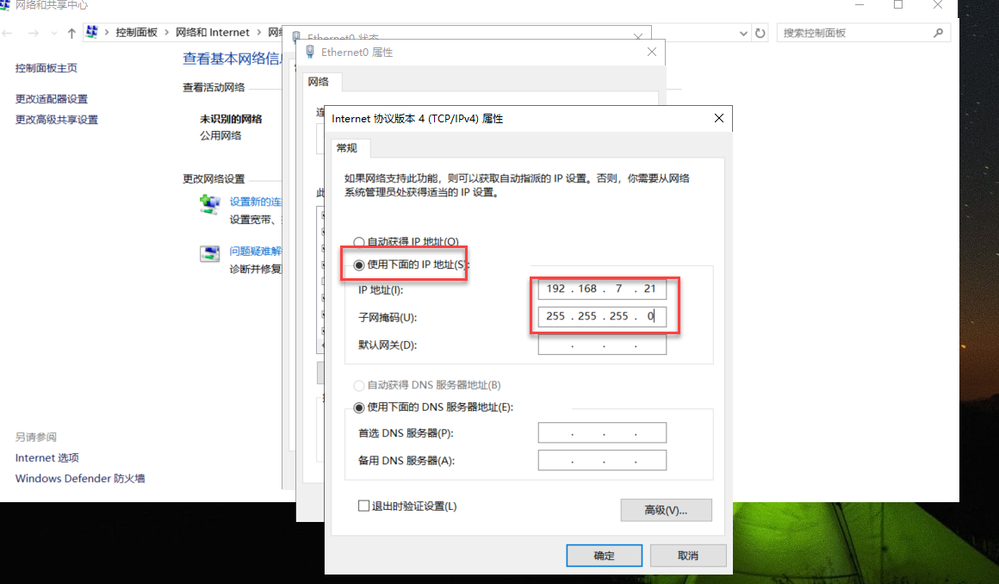 网络和共享中心
控制面板 网络和 Internet 网络
搜索控制面板
控制面板主页
更改适配器设置
更改高级共享设置
另请参阅
Internet 选项
Windows Defender 防火墙
查看基本网络信息
查看活动网络
未识别的网络
公用网络
更改网络设置
设置新的连
设置宽带、
问题疑难解
诊断并修复
Ethernet0 状态
Ethernet0 属性
网络
连
此
Internet 协议版本 4 (TCP/IPv4) 属性
常规
如果网络支持此功能，则可以获取自动指派的 IP 设置。否则，你需要从网络
系统管理员处获得适当的 IP 设置。
自动获得 IP 地址(O)
使用下面的 IP 地址(S):
IP 地址(I): 192 . 168 . 7 . 21
子网掩码(U): 255 . 255 . 255 . 0
默认网关(D): . . .
自动获得 DNS 服务器地址(B)
使用下面的 DNS 服务器地址(E):
首选 DNS 服务器(P): . . .
备用 DNS 服务器(A): . . .
退出时验证设置(L)
高级(V)...
确定 取消